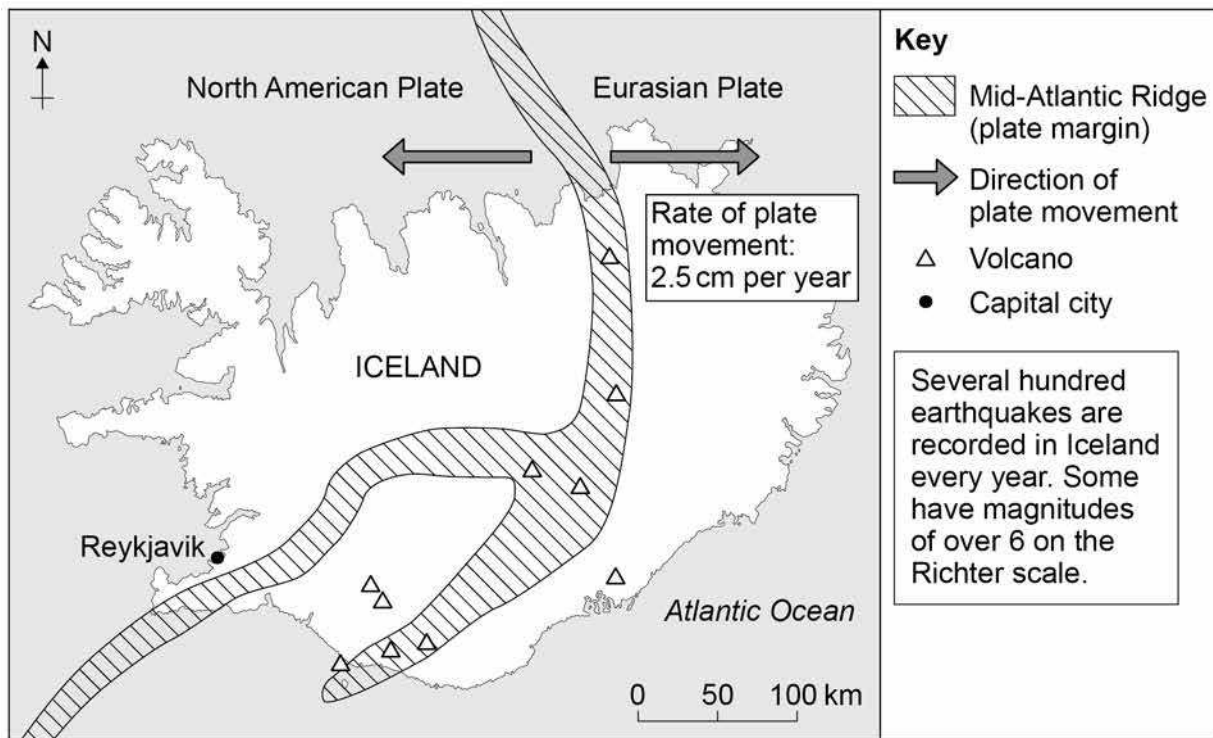 N
North American Plate
Eurasian Plate
Rate of plate
movement:
2.5 cm per year
ICELAND
Reykjavik
Atlantic Ocean
0 50 100 km
Key
Mid-Atlantic Ridge
(plate margin)
Direction of
plate movement
Volcano
Capital city
Several hundred
earthquakes are
recorded in Iceland
every year. Some
have magnitudes
of over 6 on the
Richter scale.